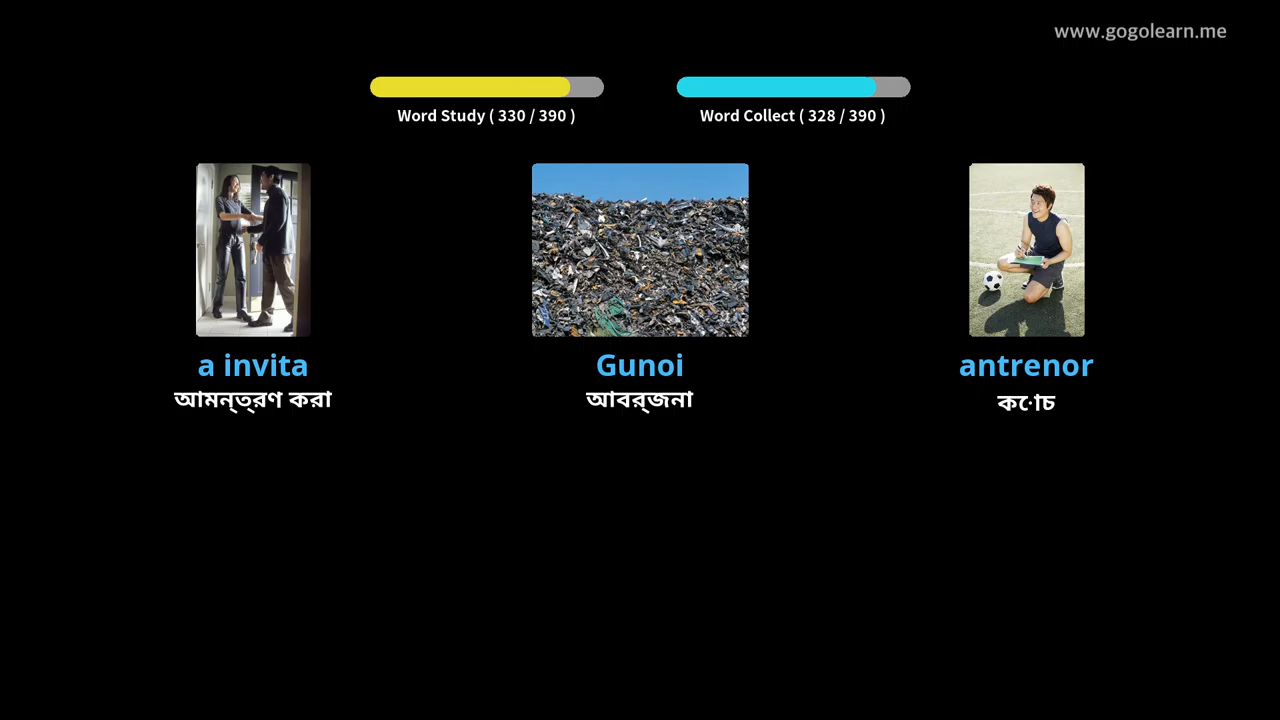 www.gogolearn.me
Word Study ( 330 / 390 )
Word Collect ( 328 / 390 )
a invita
আমন্ত্রণ করা
Gunoi
আবর্জনা
antrenor
কোচ